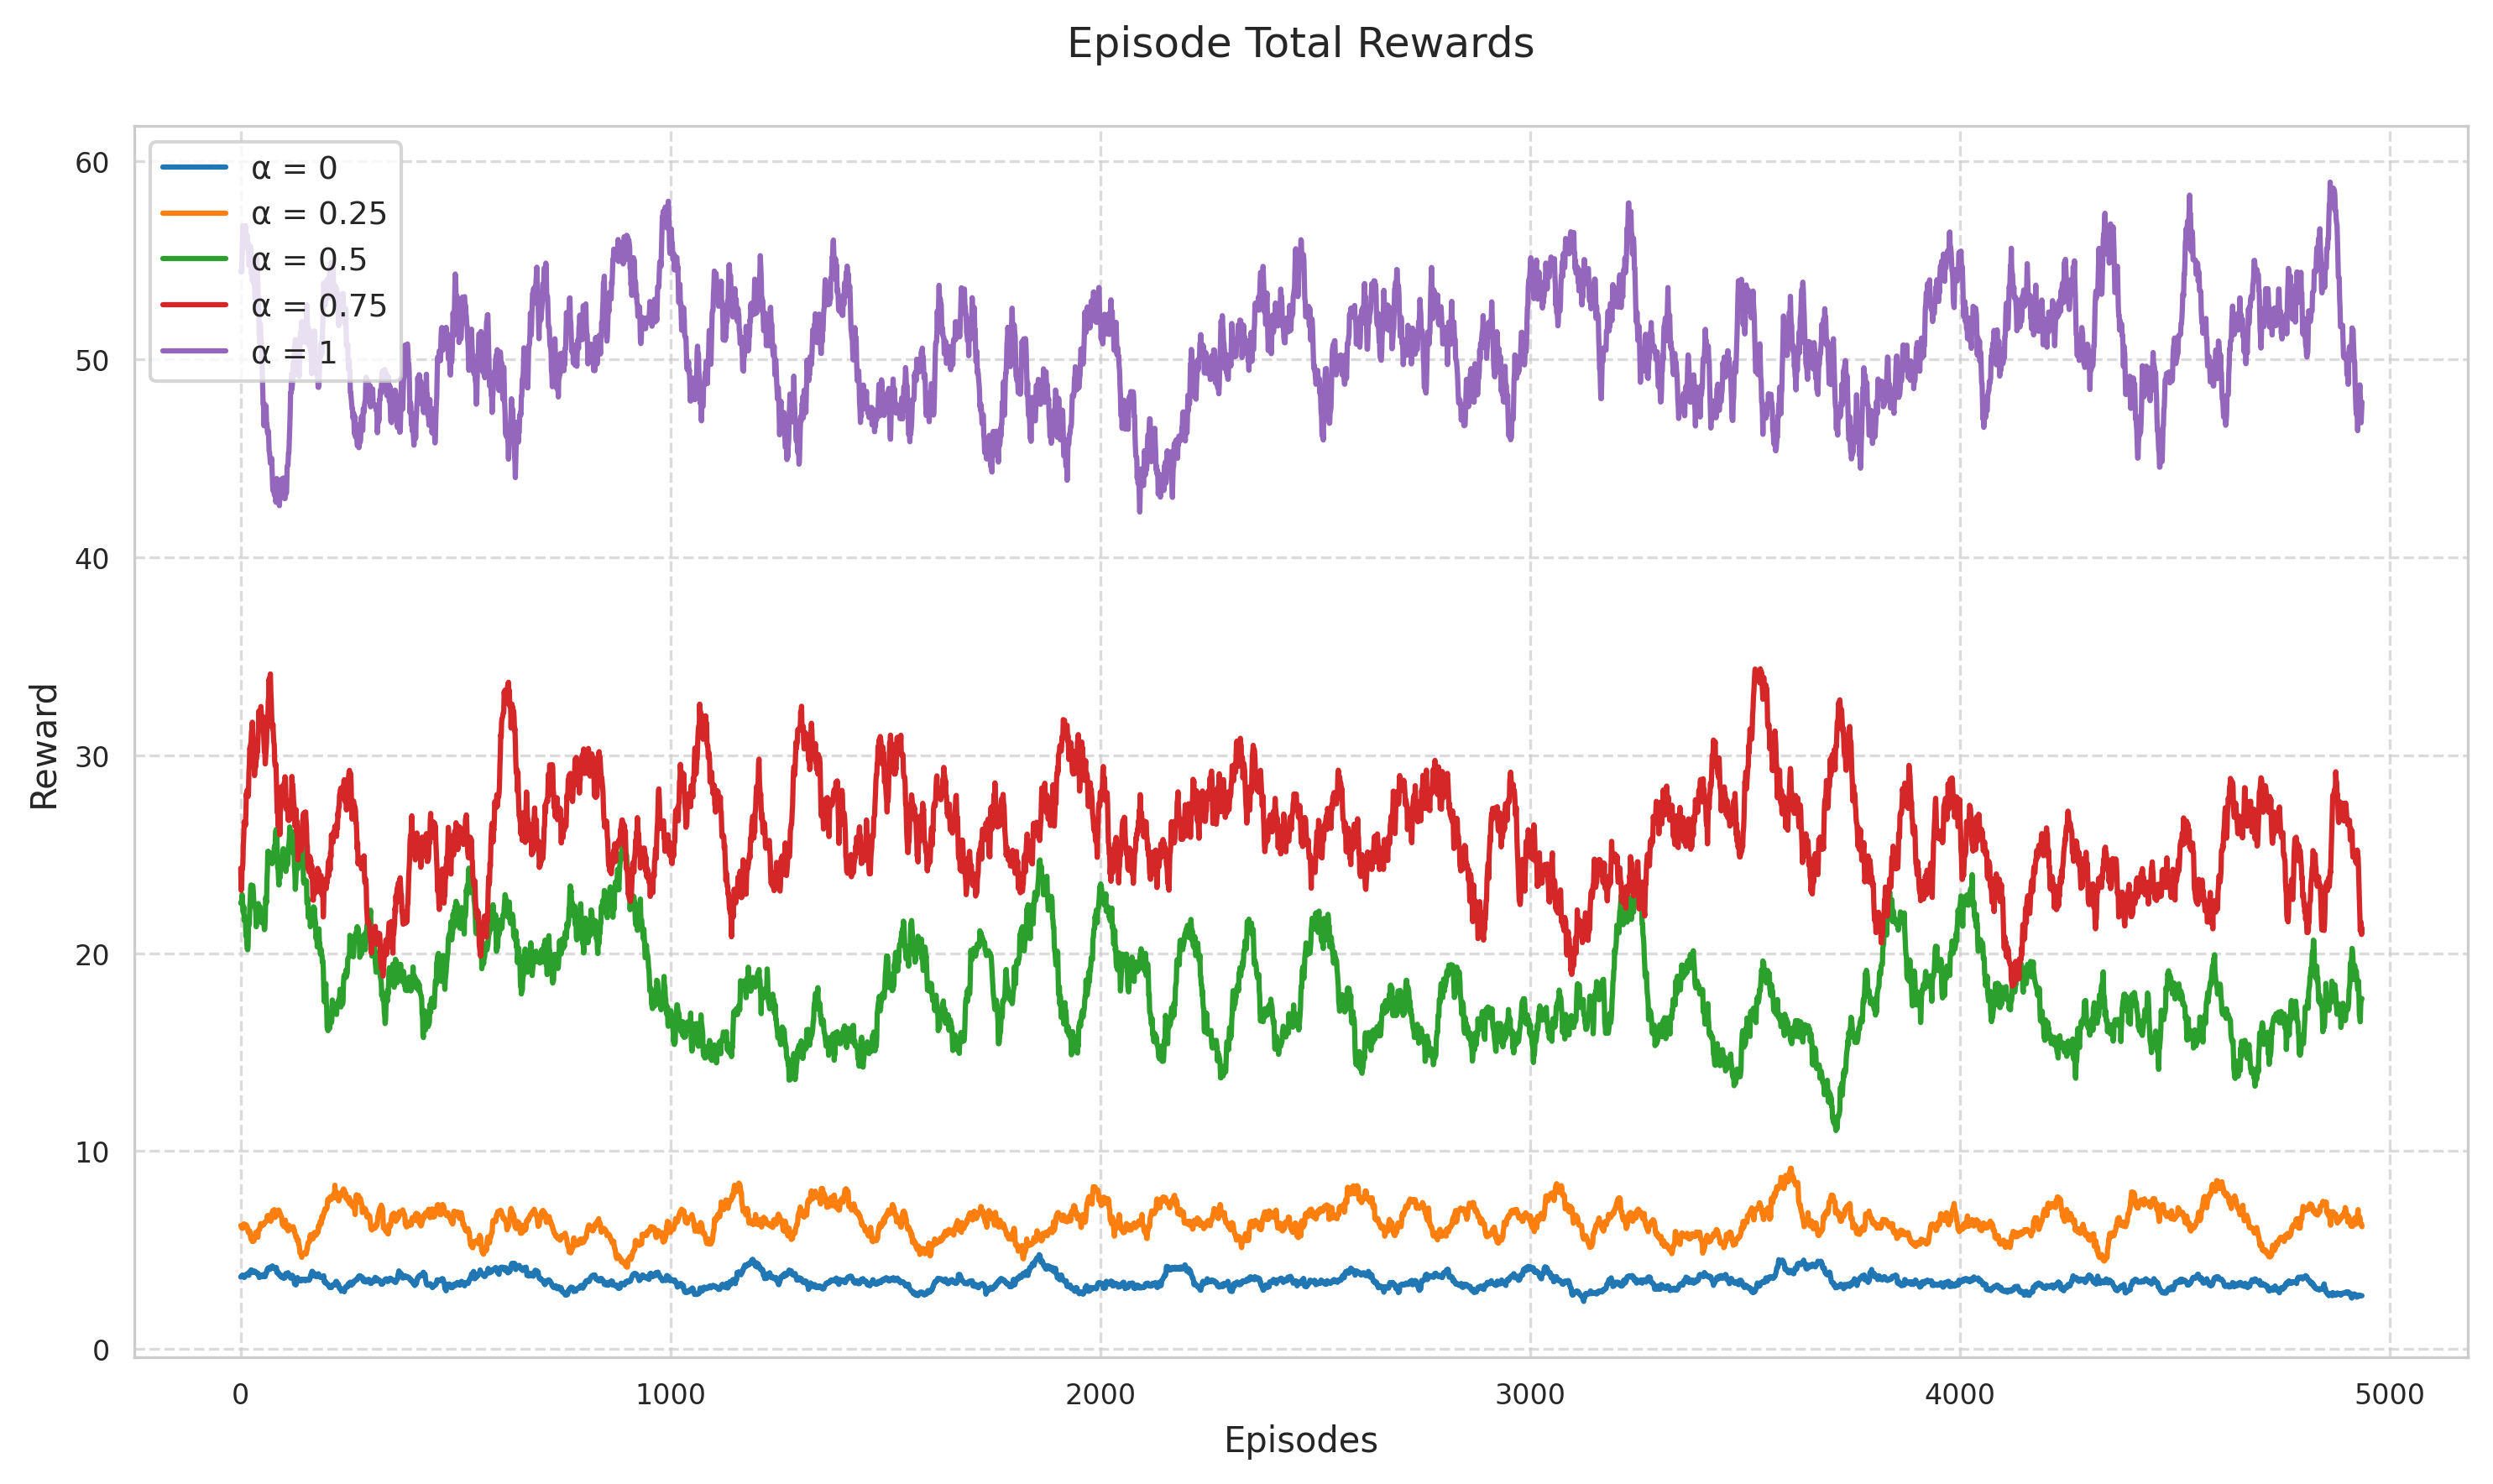 Episode Total Rewards
α = 0
α = 0.25
α = 0.5
α = 0.75
α = 1
60
50
40
30
20
10
0
Reward
0 1000 2000 3000 4000 5000
Episodes